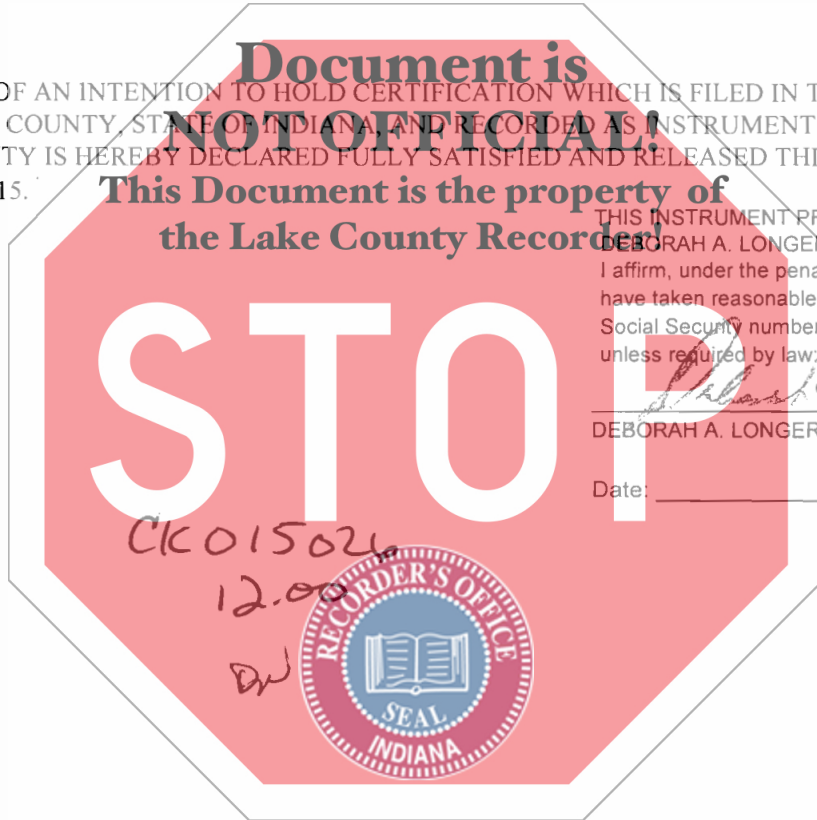 Document is
OF AN INTENTION TO HOLD CERTIFICATION WHICH IS FILED IN T
NOT OFFICIAL!
COUNTY, STATE OF INDIANA, AND RECORDED AS INSTRUMENT
TY IS HEREBY DECLARED FULLY SATISFIED AND RELEASED THI
15.
This Document is the property of
the Lake County Recorder!
THIS INSTRUMENT PR
DEBORAH A. LONGER
I affirm, under the pena
have taken reasonable
Social Security number
unless required by law:
DEBORAH A. LONGER
Date:
STOP
CK 015026
12.00
RECORDER'S OFFICE
SEAL
INDIANA